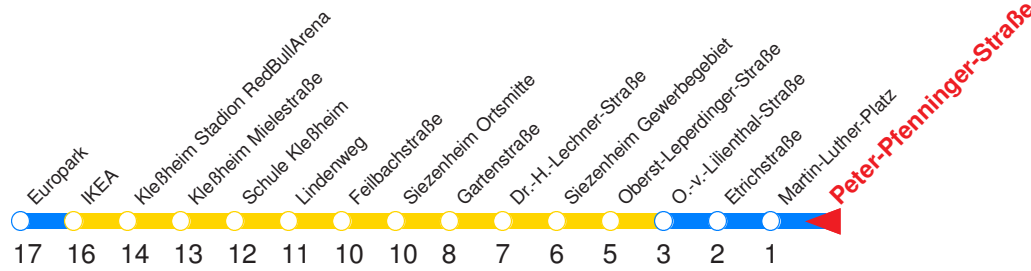 Europark
IKEA
Kleßheim Stadion RedBullArena
Kleßheim Mielestraße
Schule Kleßheim
Lindenweg
Feilbachstraße
Siezenheim Ortsmitte
Gartenstraße
Dr.-H.-Lechner-Straße
Siezenheim Gewerbegebiet
Oberst-Leperdinger-Straße
O.-v.-Lilienthal-Straße
Etrichstraße
Martin-Luther-Platz
Peter-Pfenninger-Straße
17 16 14 13 12 11 10 10 8 7 6 5 3 2 1